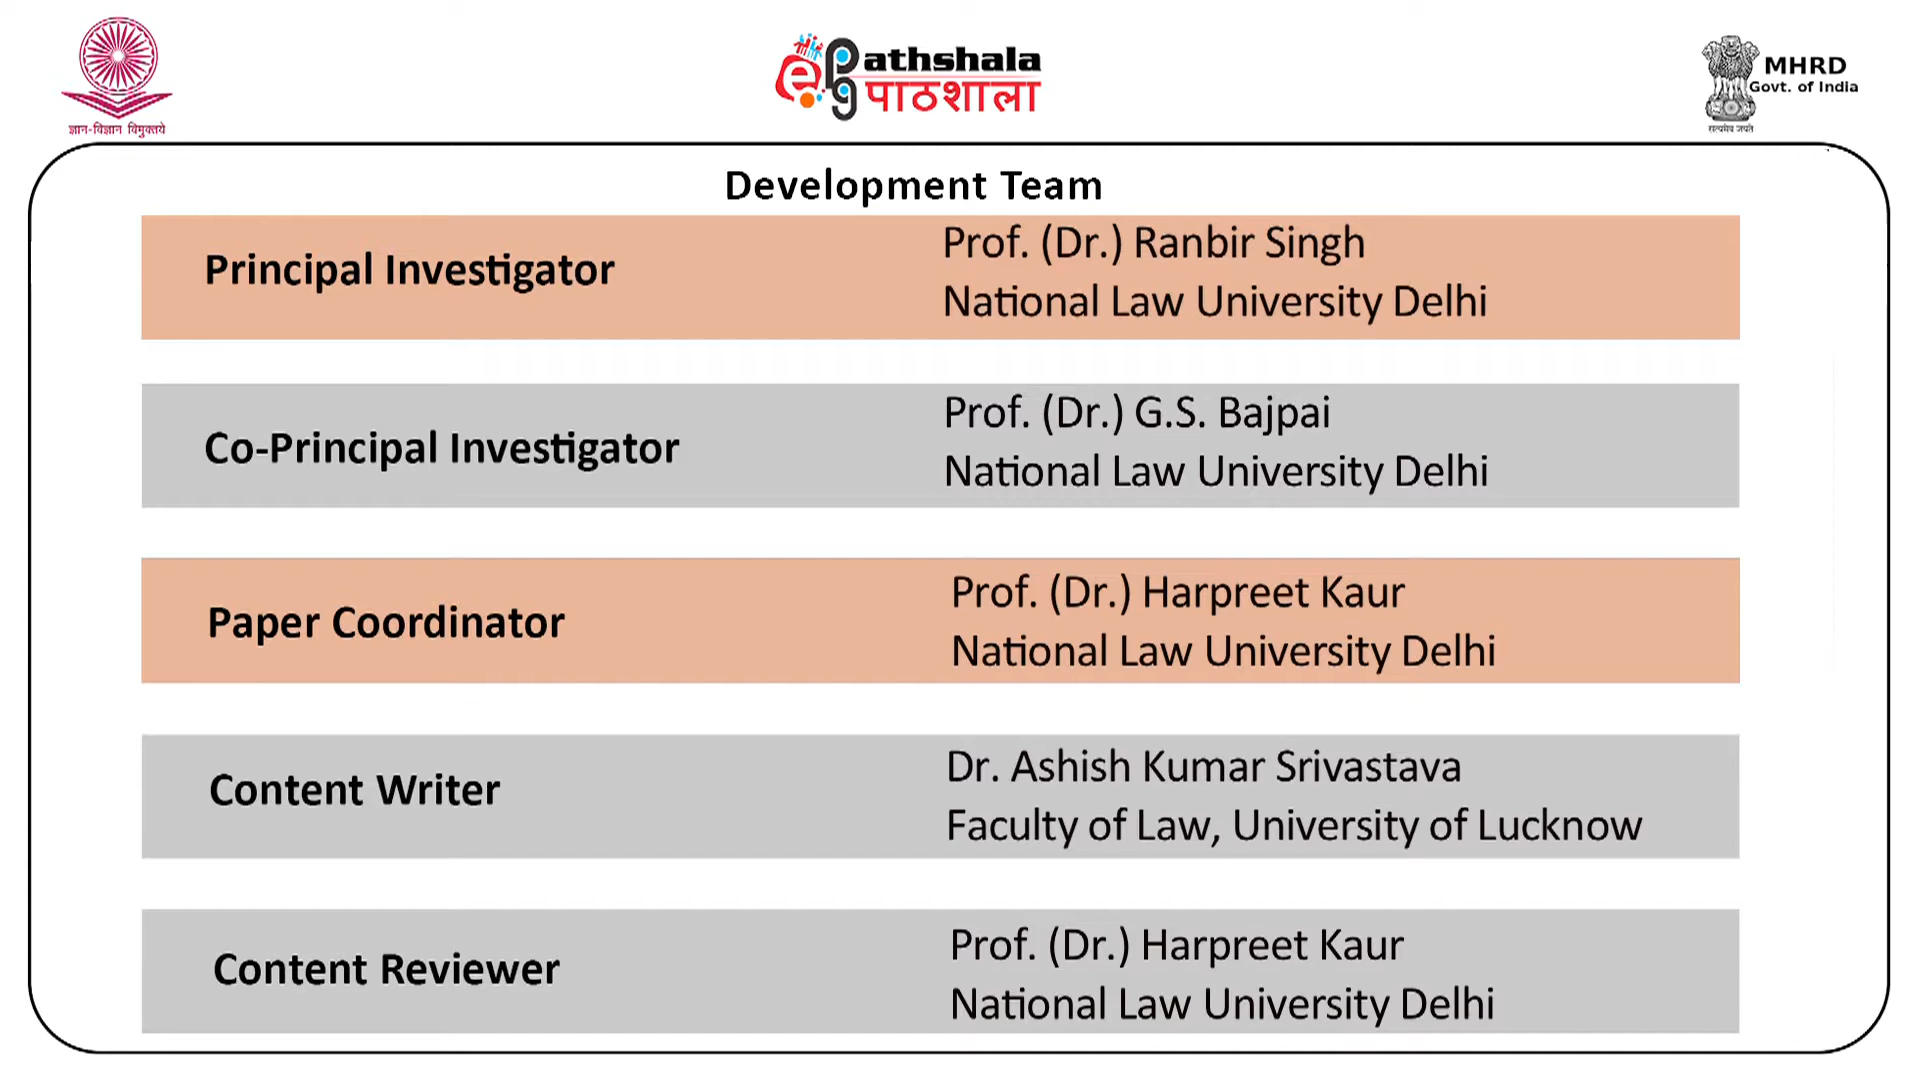 ज्ञान-विज्ञान विमुक्तये
e pg Pathshala
पाठशाला
MHRD
Govt. of India
सत्यमेव जयते
Development Team
Principal Investigator
Prof. (Dr.) Ranbir Singh
National Law University Delhi
Co-Principal Investigator
Prof. (Dr.) G.S. Bajpai
National Law University Delhi
Paper Coordinator
Prof. (Dr.) Harpreet Kaur
National Law University Delhi
Content Writer
Dr. Ashish Kumar Srivastava
Faculty of Law, University of Lucknow
Content Reviewer
Prof. (Dr.) Harpreet Kaur
National Law University Delhi